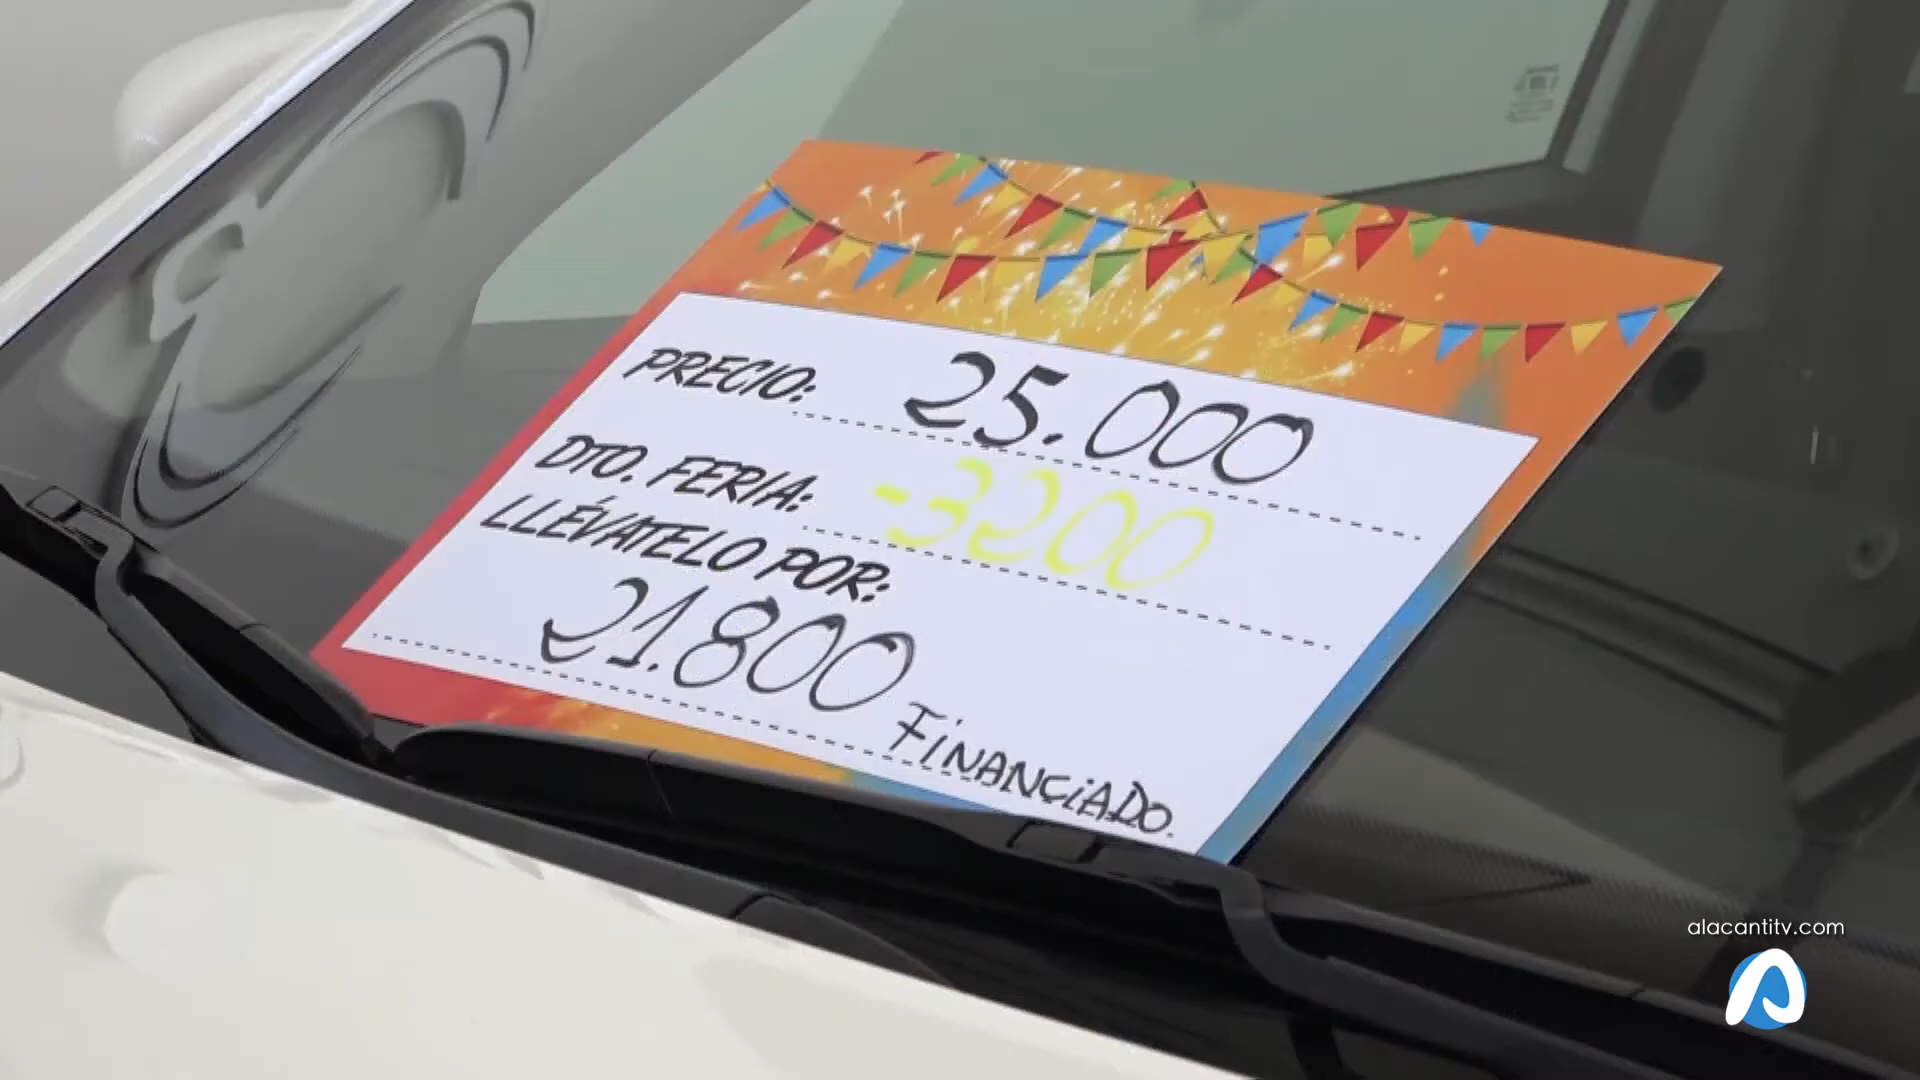 PRECIO: 25.000
DTO. FERIA: -3200
LLÉVATELO POR:
21.800 FINANCIADO.
alacantitv.com